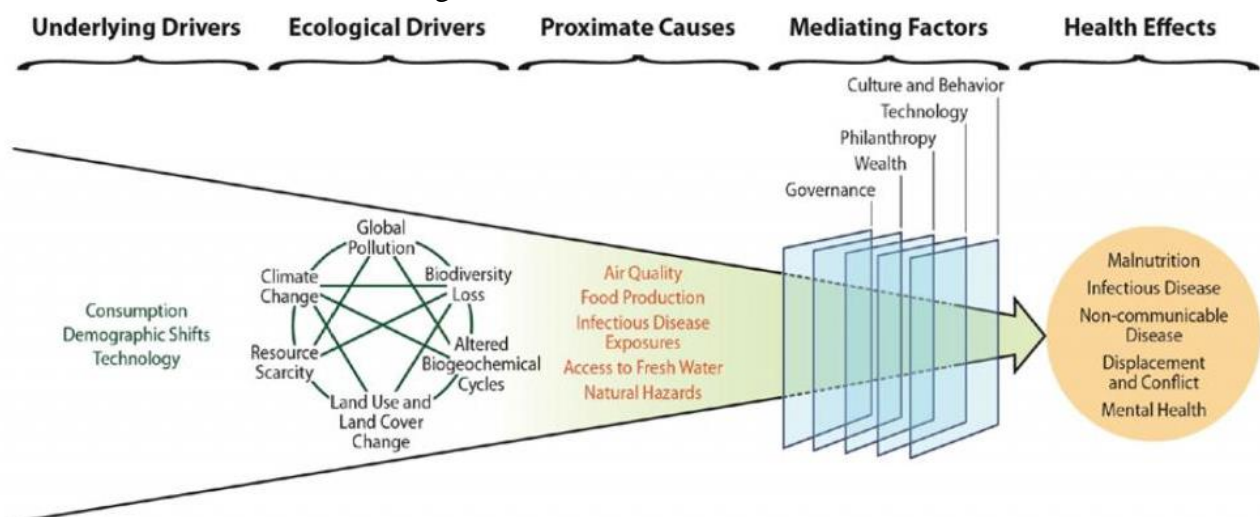 Underlying Drivers
Ecological Drivers
Proximate Causes
Mediating Factors
Health Effects
Culture and Behavior
Technology
Philanthropy
Wealth
Governance
Consumption
Demographic Shifts
Technology
Global
Pollution
Biodiversity
Loss
Altered
Biogeochemical
Cycles
Land Use and
Land Cover
Change
Resource
Scarcity
Climate
Change
Air Quality
Food Production
Infectious Disease
Exposures
Access to Fresh Water
Natural Hazards
Malnutrition
Infectious Disease
Non-communicable
Disease
Displacement
and Conflict
Mental Health